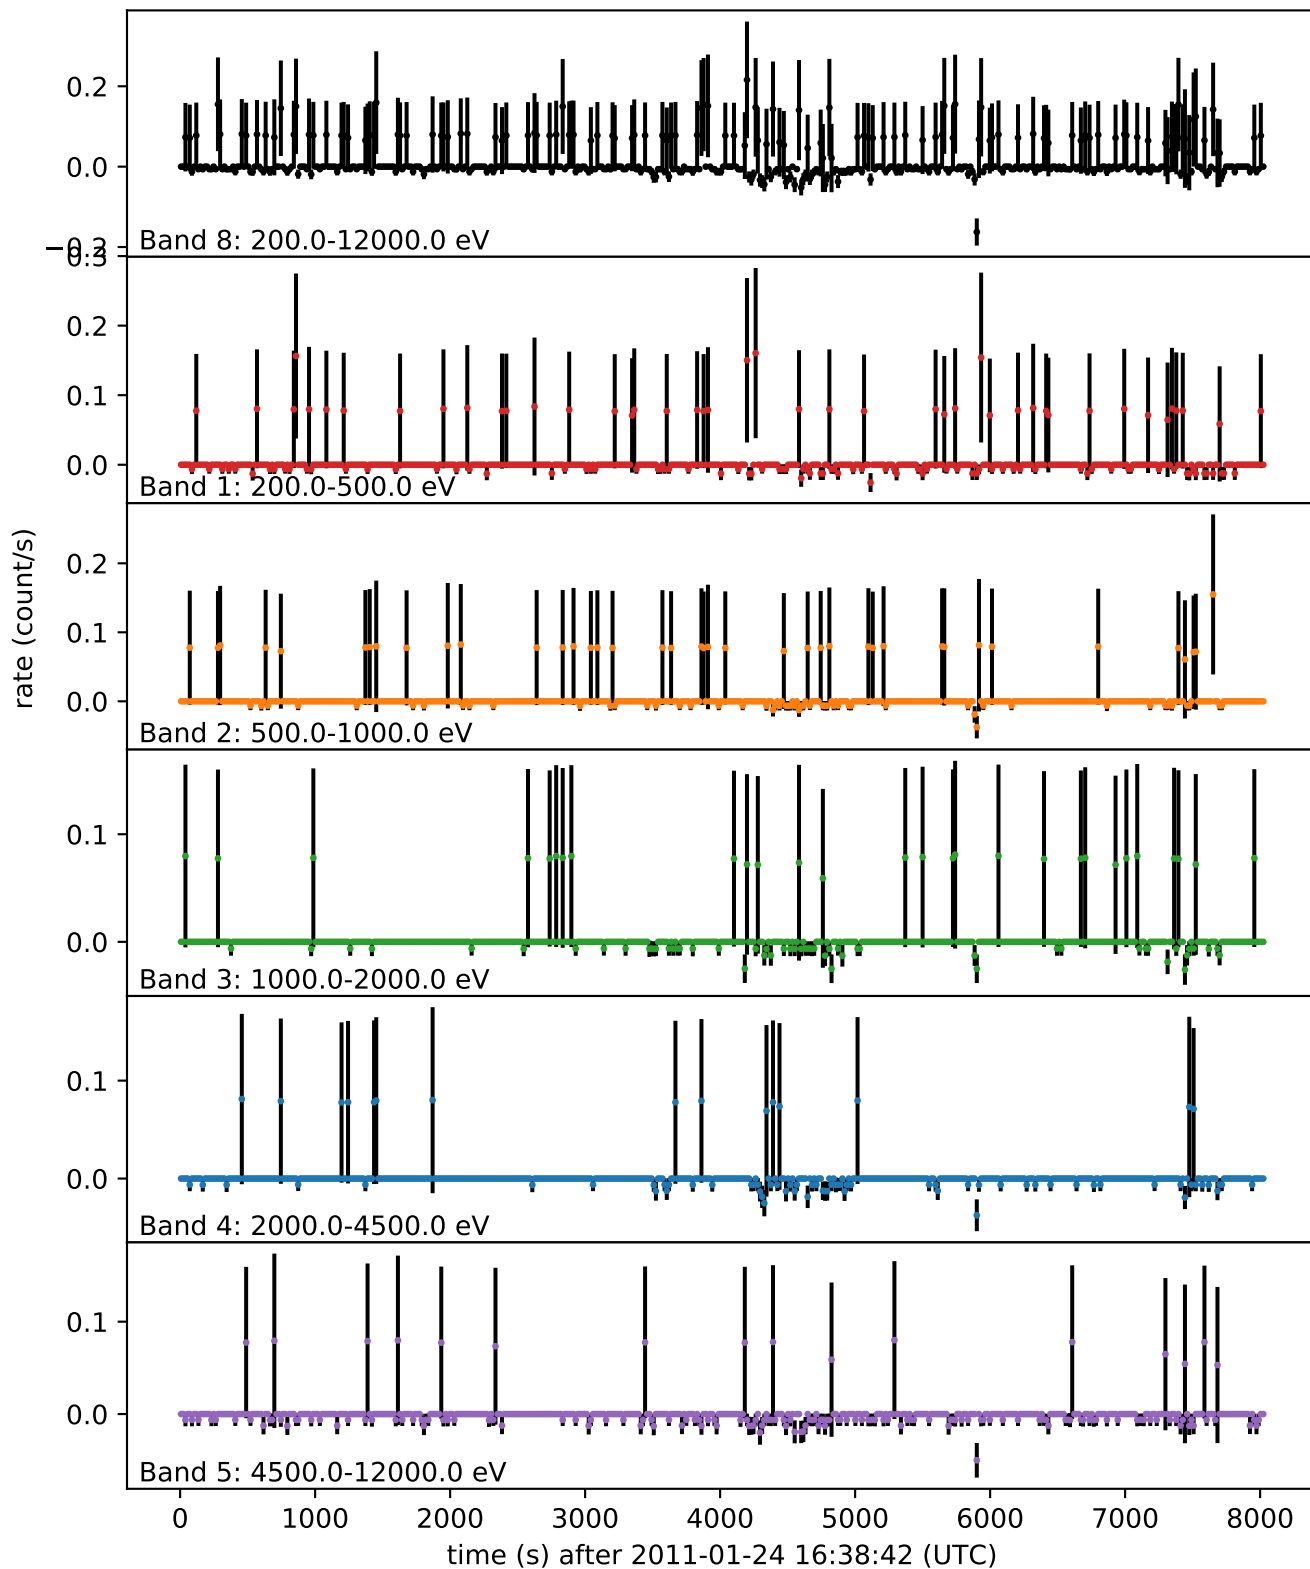 0.2
0.0
−0.2
Band 8: 200.0-12000.0 eV
0.3
0.2
0.1
0.0
Band 1: 200.0-500.0 eV
0.2
0.1
0.0
Band 2: 500.0-1000.0 eV
rate (count/s)
0.1
0.0
Band 3: 1000.0-2000.0 eV
0.1
0.0
Band 4: 2000.0-4500.0 eV
0.1
0.0
Band 5: 4500.0-12000.0 eV
0 1000 2000 3000 4000 5000 6000 7000 8000
time (s) after 2011-01-24 16:38:42 (UTC)